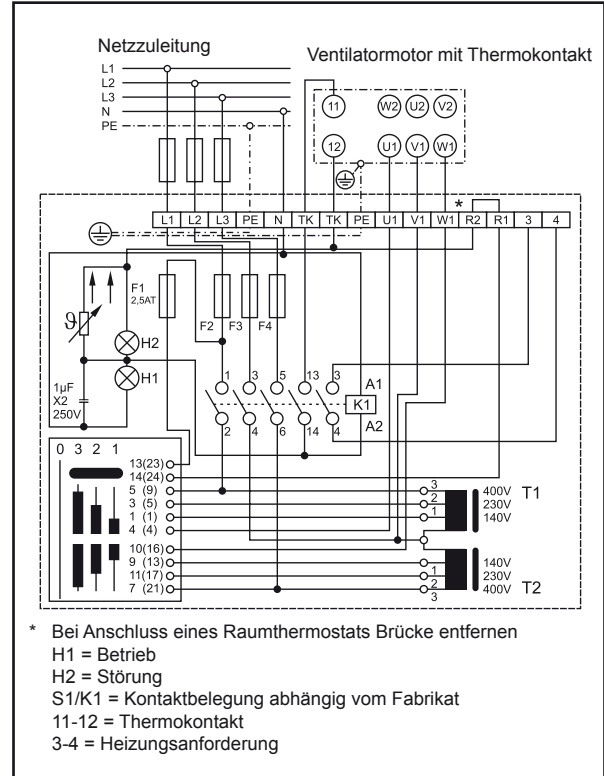 Netzzuleitung
Ventilatormotor mit Thermokontakt
L1
L2
L3
N
PE
11 W2 U2 V2
12 U1 V1 W1
*
L1 L2 L3 PE N TK TK PE U1 V1 W1 R2 R1 3 4
F1
2,5AT
F2 F3 F4
ϑ
H2
H1
1µF
X2
250V
1 3 5 13 3
A1
K1
A2
2 4 6 14 4
0 3 2 1
13(23)
14(24)
5 (9)
3 (5)
1 (1)
4 (4)
10(16)
9 (13)
11(17)
7 (21)
3 400V T1
2 230V
1 140V
140V
1 230V
2 400V T2
3
* Bei Anschluss eines Raumthermostats Brücke entfernen
H1 = Betrieb
H2 = Störung
S1/K1 = Kontaktbelegung abhängig vom Fabrikat
11-12 = Thermokontakt
3-4 = Heizungsanforderung